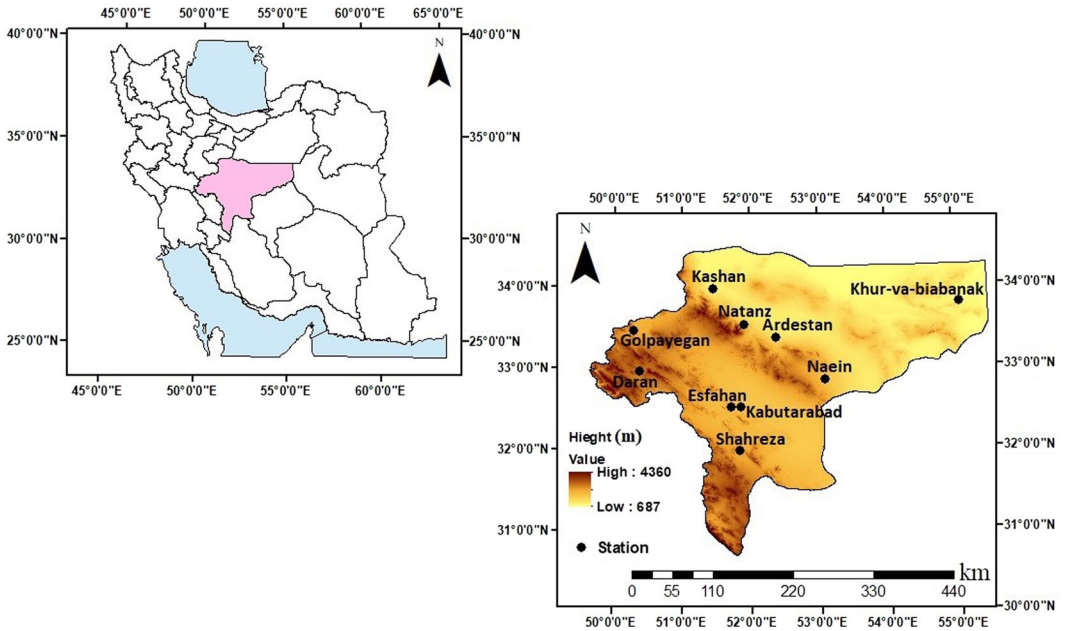 45°0'0"E 50°0'0"E 55°0'0"E 60°0'0"E 65°0'0"E
40°0'0"N
40°0'0"N
N
35°0'0"N
35°0'0"N
30°0'0"N
30°0'0"N
25°0'0"N
25°0'0"N
45°0'0"E 50°0'0"E 55°0'0"E 60°0'0"E
50°0'0"E 51°0'0"E 52°0'0"E 53°0'0"E 54°0'0"E 55°0'0"E
N
34°0'0"N
34°0'0"N
33°0'0"N
33°0'0"N
32°0'0"N
32°0'0"N
31°0'0"N
31°0'0"N
30°0'0"N
Kashan
Khur-va-biabanak
Natanz
Ardestan
Golpayegan
Naein
Daran
Esfahan
Kabutarabad
Shahreza
Hieght (m)
Value
High : 4360
Low : 687
Station
km
0 55 110 220 330 440
50°0'0"E 51°0'0"E 52°0'0"E 53°0'0"E 54°0'0"E 55°0'0"E